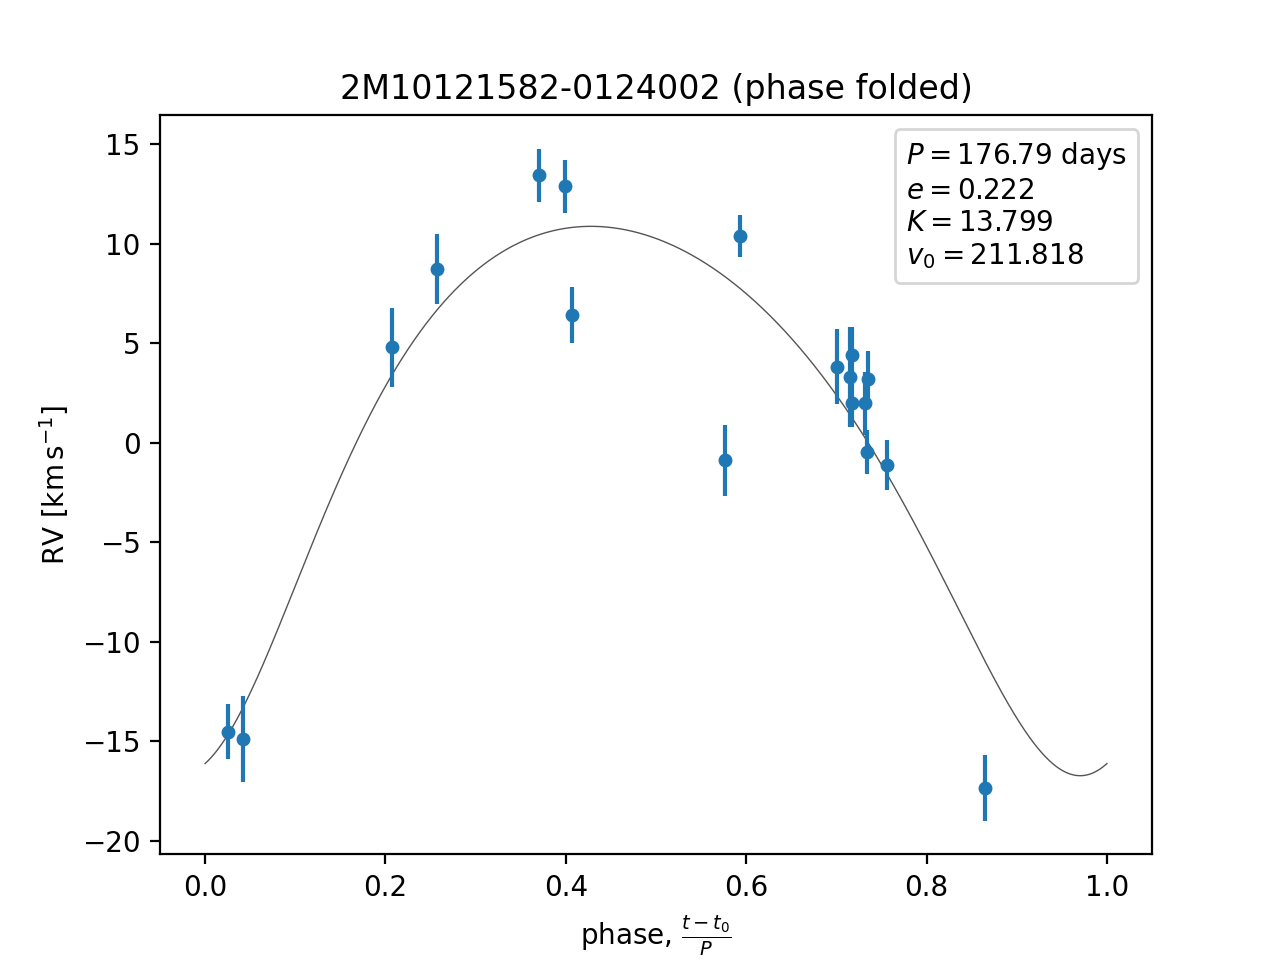 2M10121582-0124002 (phase folded)
P = 176.79 days
e = 0.222
K = 13.799
v₀ = 211.818
15
10
5
0
−5
−10
−15
−20
RV [km s⁻¹]
0.0 0.2 0.4 0.6 0.8 1.0
phase, (t − t₀)/P